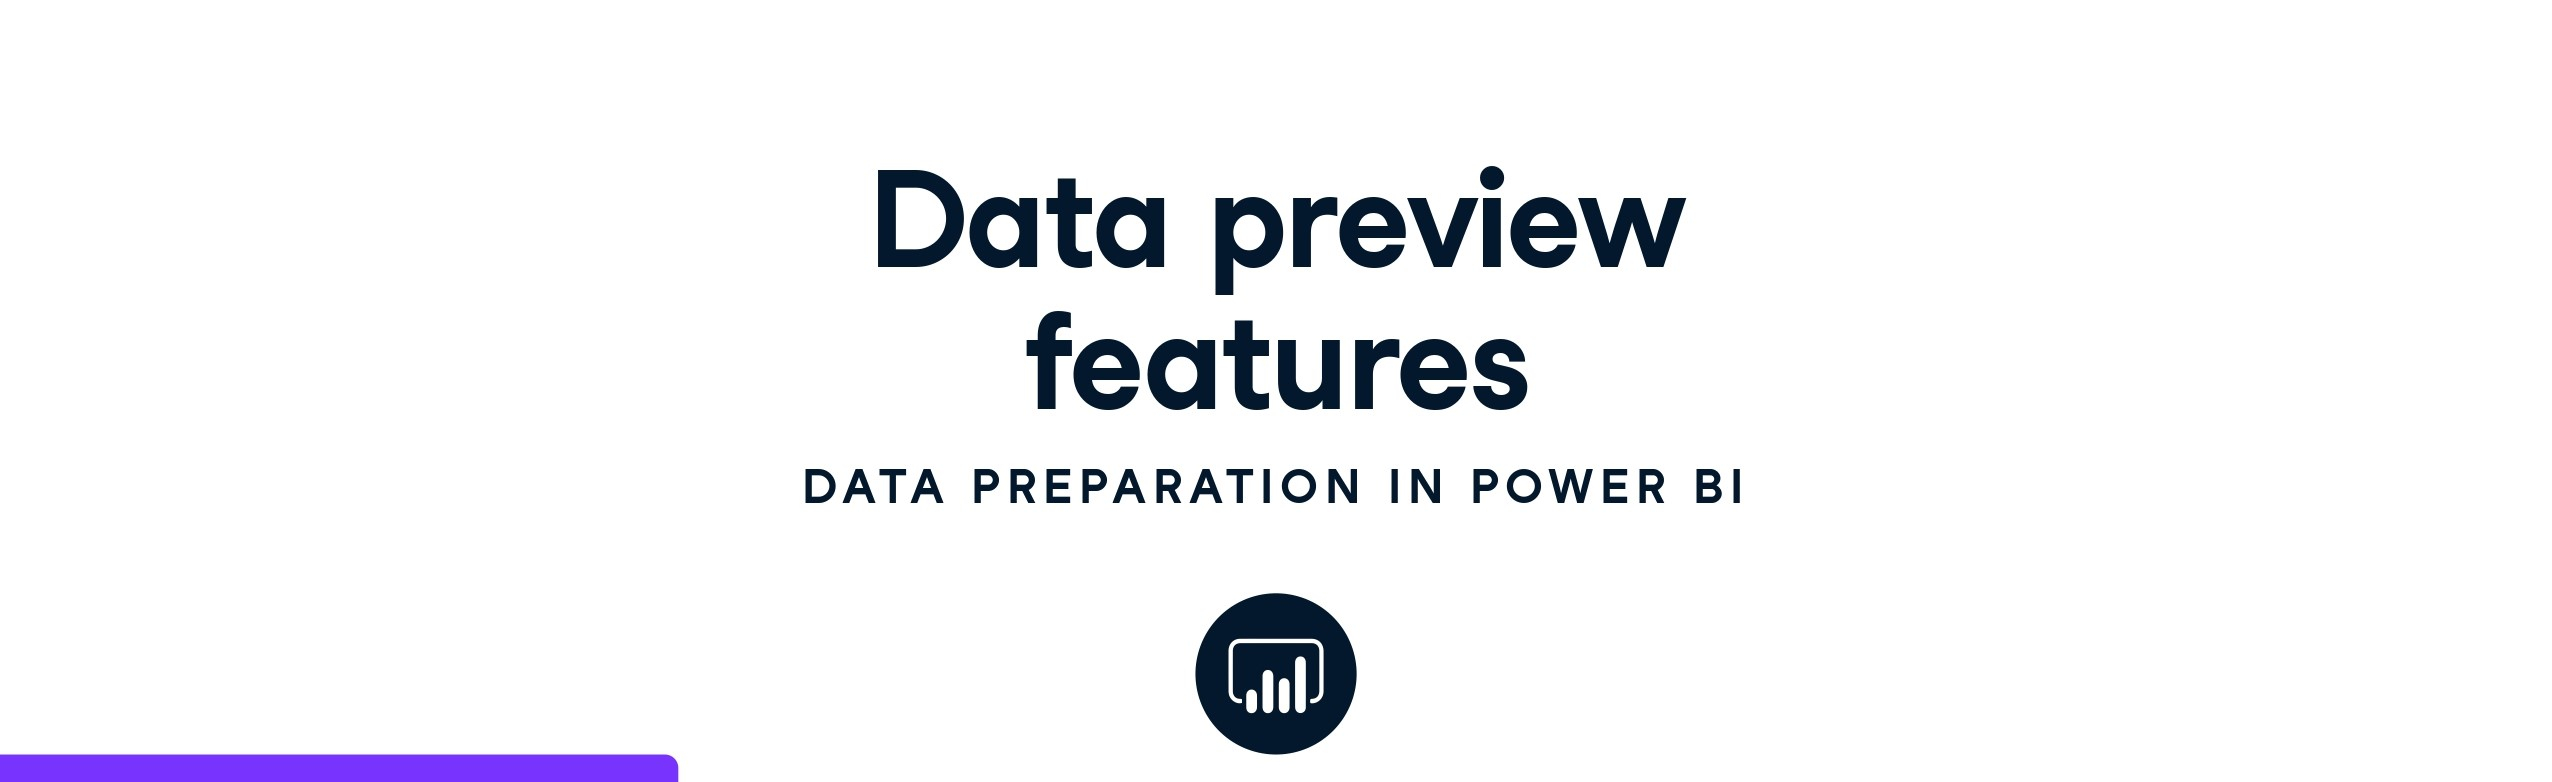 Data preview
features
DATA PREPARATION IN POWER BI